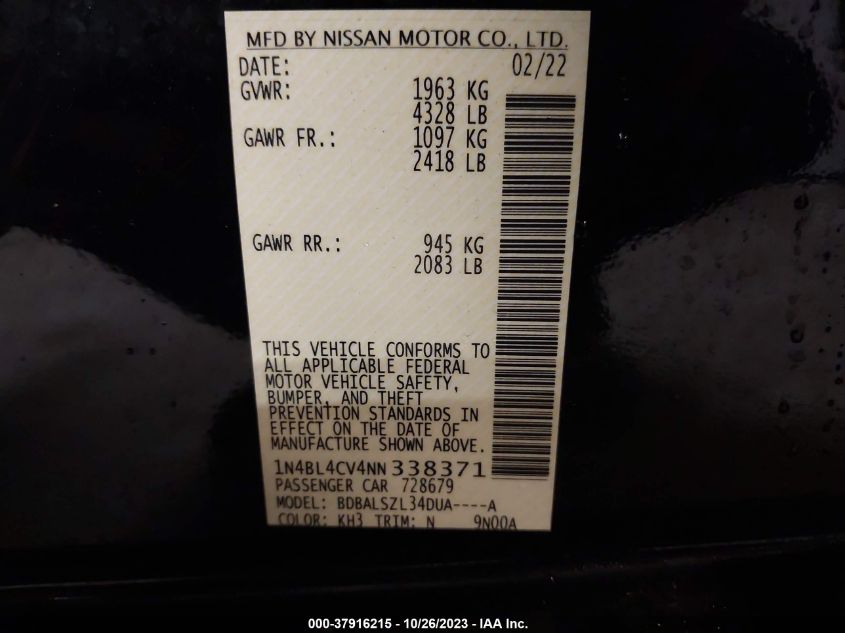 MFD BY NISSAN MOTOR CO., LTD.
DATE: 02/22
GVWR: 1963 KG
4328 LB
GAWR FR.: 1097 KG
2418 LB
GAWR RR.: 945 KG
2083 LB
THIS VEHICLE CONFORMS TO
ALL APPLICABLE FEDERAL
MOTOR VEHICLE SAFETY,
BUMPER, AND THEFT
PREVENTION STANDARDS IN
EFFECT ON THE DATE OF
MANUFACTURE SHOWN ABOVE.
1N4BL4CV4NN338371
PASSENGER CAR 728679
MODEL: BDBALSZL34DUA----A
COLOR: KH3 TRIM: N 9N00A
000-37916215 - 10/26/2023 - IAA Inc.